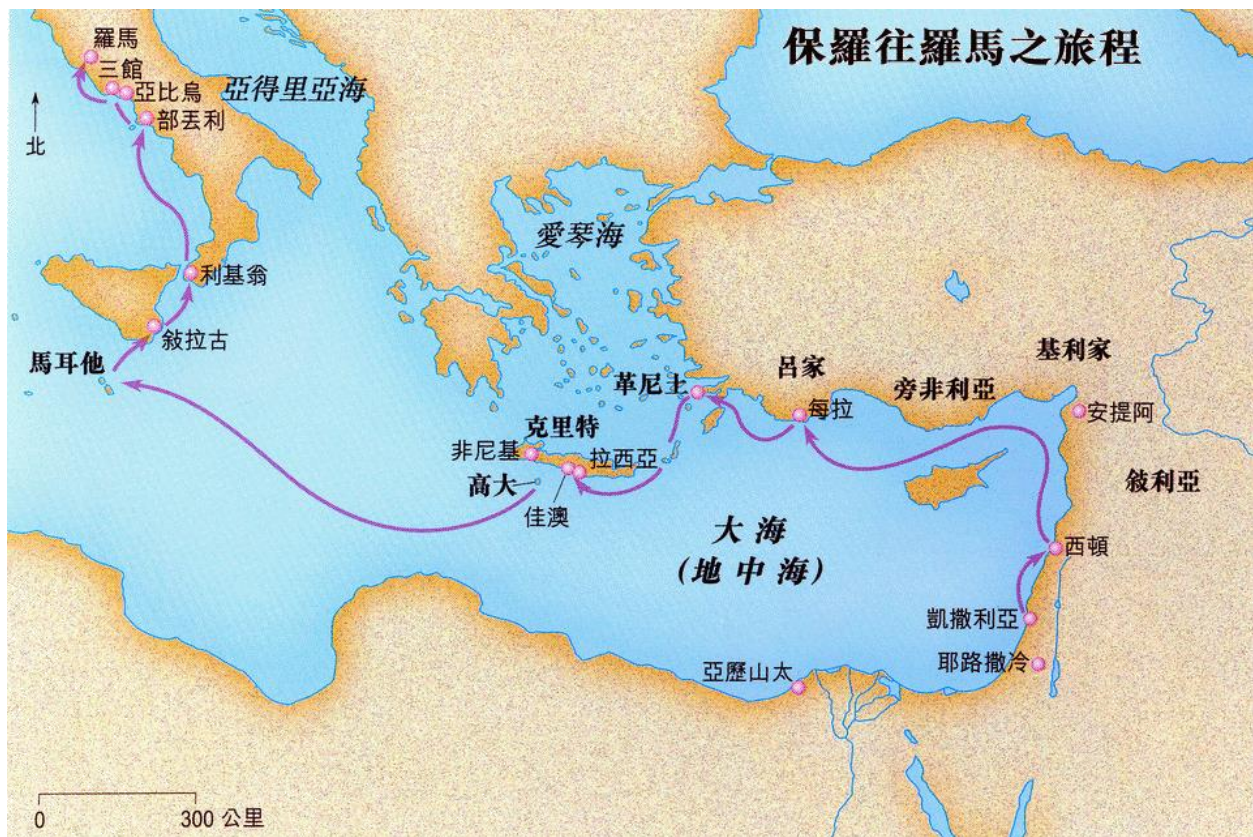 保羅往羅馬之旅程
羅馬
三館
亞比烏
部丟利
亞得里亞海
北
愛琴海
利基翁
敍拉古
馬耳他
基利家
呂家
旁非利亞
革尼土
每拉
安提阿
克里特
非尼基
拉西亞
高大
佳澳
敍利亞
大海
(地中海)
西頓
凱撒利亞
耶路撒冷
亞歷山太
0 300 公里